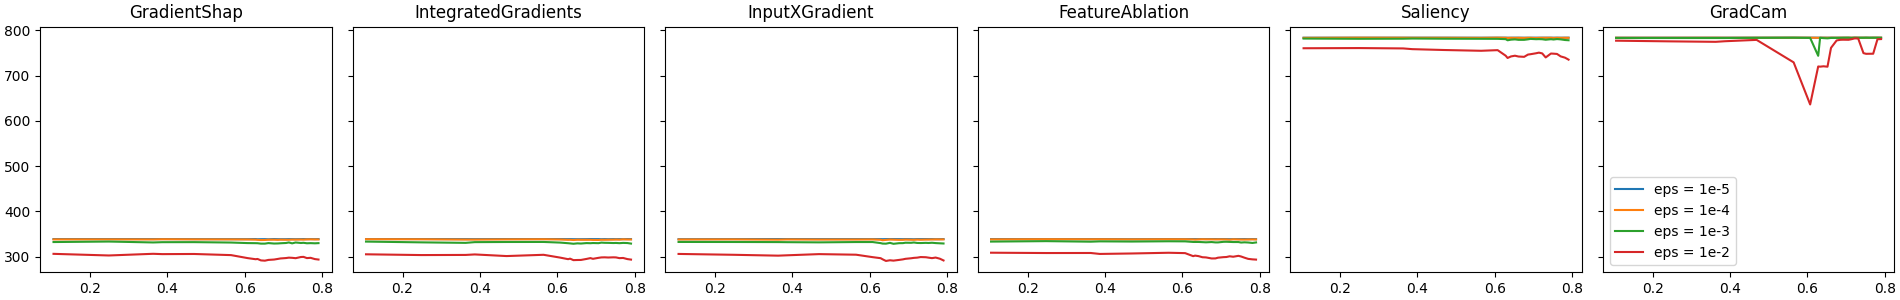 GradientShap
IntegratedGradients
InputXGradient
FeatureAblation
Saliency
GradCam
800
700
600
500
400
300
eps = 1e-5
eps = 1e-4
eps = 1e-3
eps = 1e-2
0.2 0.4 0.6 0.8
0.2 0.4 0.6 0.8
0.2 0.4 0.6 0.8
0.2 0.4 0.6 0.8
0.2 0.4 0.6 0.8
0.2 0.4 0.6 0.8